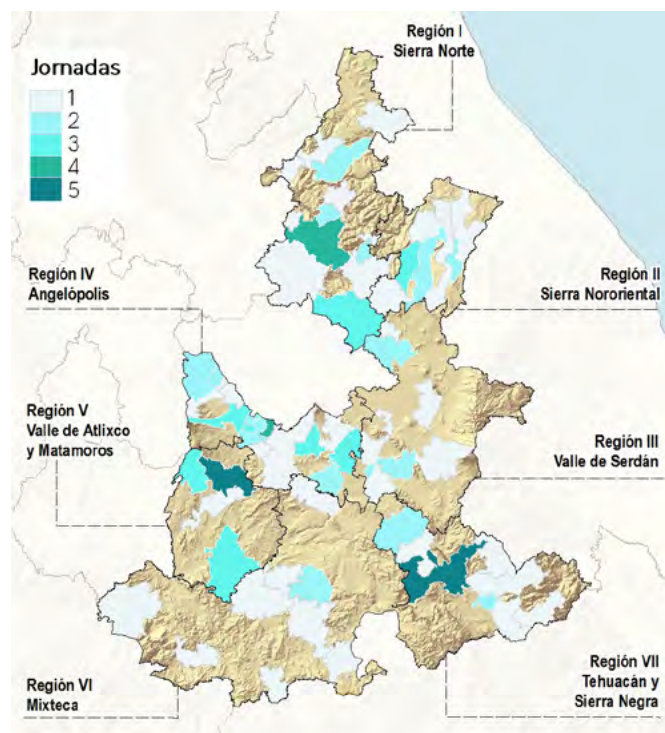 Región I
Sierra Norte
Jornadas
1
2
3
4
5
Región IV
Angelópolis
Región II
Sierra Nororiental
Región V
Valle de Atlixco
y Matamoros
Región III
Valle de Serdán
Región VI
Mixteca
Región VII
Tehuacán y
Sierra Negra